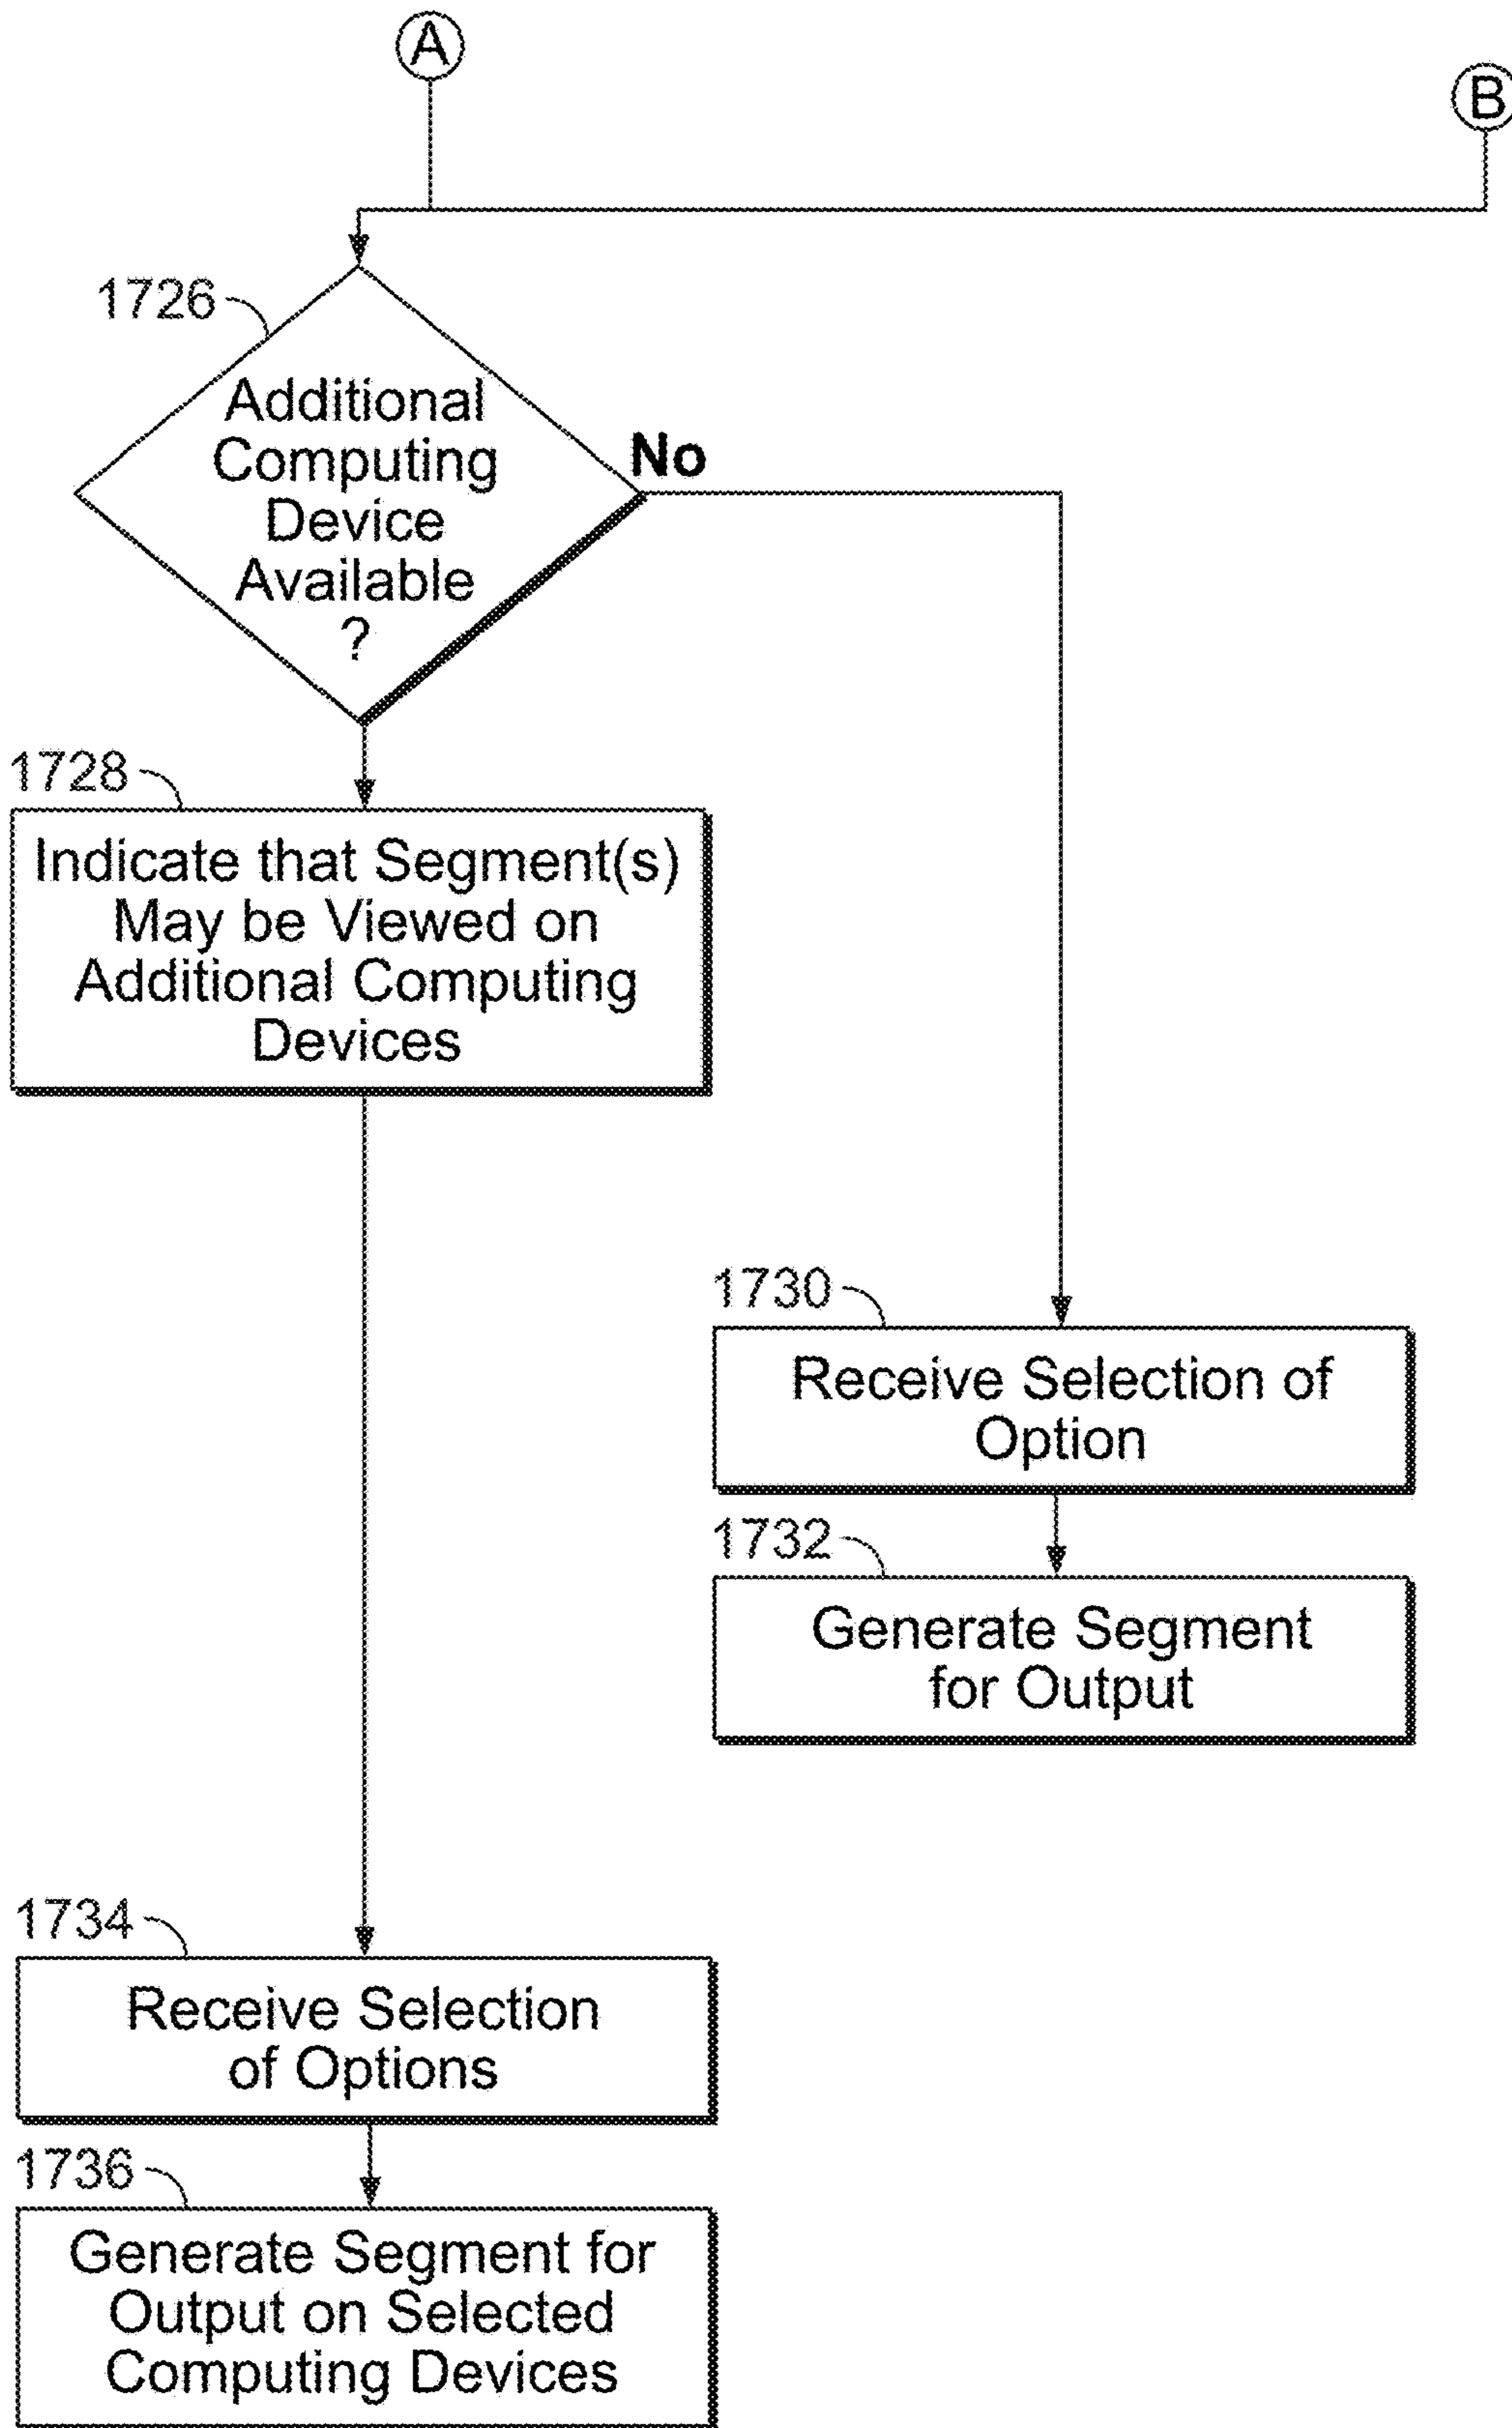 A
B
1726
Additional
Computing
Device
Available
?
No
1728
Indicate that Segment(s)
May be Viewed on
Additional Computing
Devices
1730
Receive Selection of
Option
1732
Generate Segment
for Output
1734
Receive Selection
of Options
1736
Generate Segment for
Output on Selected
Computing Devices